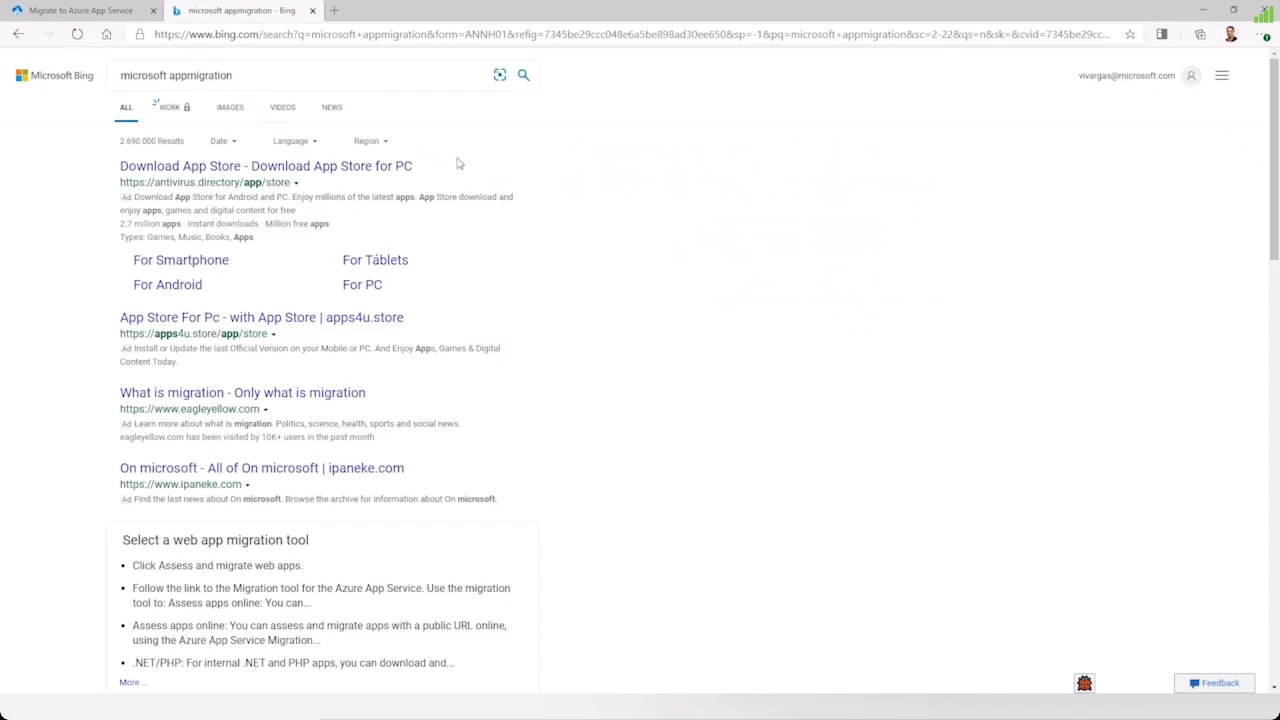 Migrate to Azure App Service
microsoft appmigration - Bing
https://www.bing.com/search?q=microsoft+appmigration&form=ANNH01&refig=7345be29ccc048e6a5be898ad30ee650&sp=-1&pq=microsoft+appmigration&sc=2-22&qs=n&sk=&cvid=7345be29ccc...
Microsoft Bing
microsoft appmigration
vivargas@microsoft.com
ALL WORK IMAGES VIDEOS NEWS
2.690.000 Results Date Language Region
Download App Store - Download App Store for PC
https://antivirus.directory/app/store
Ad Download App Store for Android and PC. Enjoy millions of the latest apps. App Store download and
enjoy apps, games and digital content for free
2.7 million apps · Instant downloads · Million free apps
Types: Games, Music, Books, Apps
For Smartphone For Táblets
For Android For PC
App Store For Pc - with App Store | apps4u.store
https://apps4u.store/app/store
Ad Install or Update the last Official Version on your Mobile or PC. And Enjoy Apps, Games & Digital
Content Today.
What is migration - Only what is migration
https://www.eagleyellow.com
Ad Learn more about what is migration. Politics, science, health, sports and social news.
eagleyellow.com has been visited by 10K+ users in the past month
On microsoft - All of On microsoft | ipaneke.com
https://www.ipaneke.com
Ad Find the last news about On microsoft. Browse the archive for information about On microsoft.
Select a web app migration tool
• Click Assess and migrate web apps.
• Follow the link to the Migration tool for the Azure App Service. Use the migration
tool to: Assess apps online: You can...
• Assess apps online: You can assess and migrate apps with a public URL online,
using the Azure App Service Migration...
• .NET/PHP: For internal .NET and PHP apps, you can download and...
More ...
Feedback